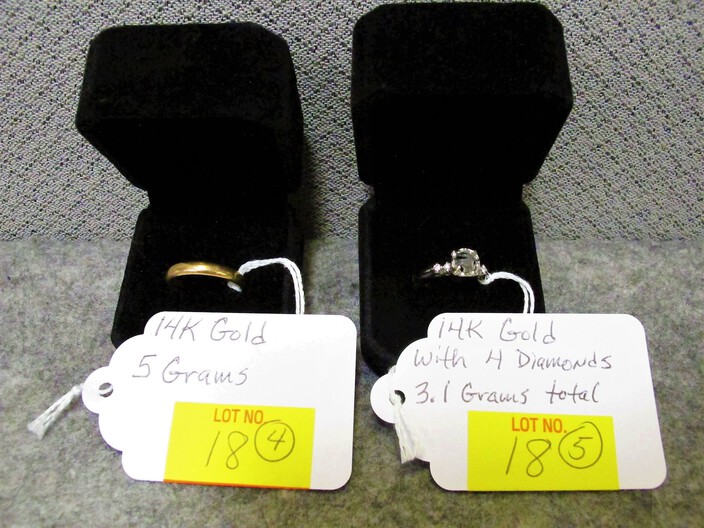 14K Gold
5 Grams
LOT NO.
18 4
14K Gold
With 4 Diamonds
3.1 Grams total
LOT NO.
18 5